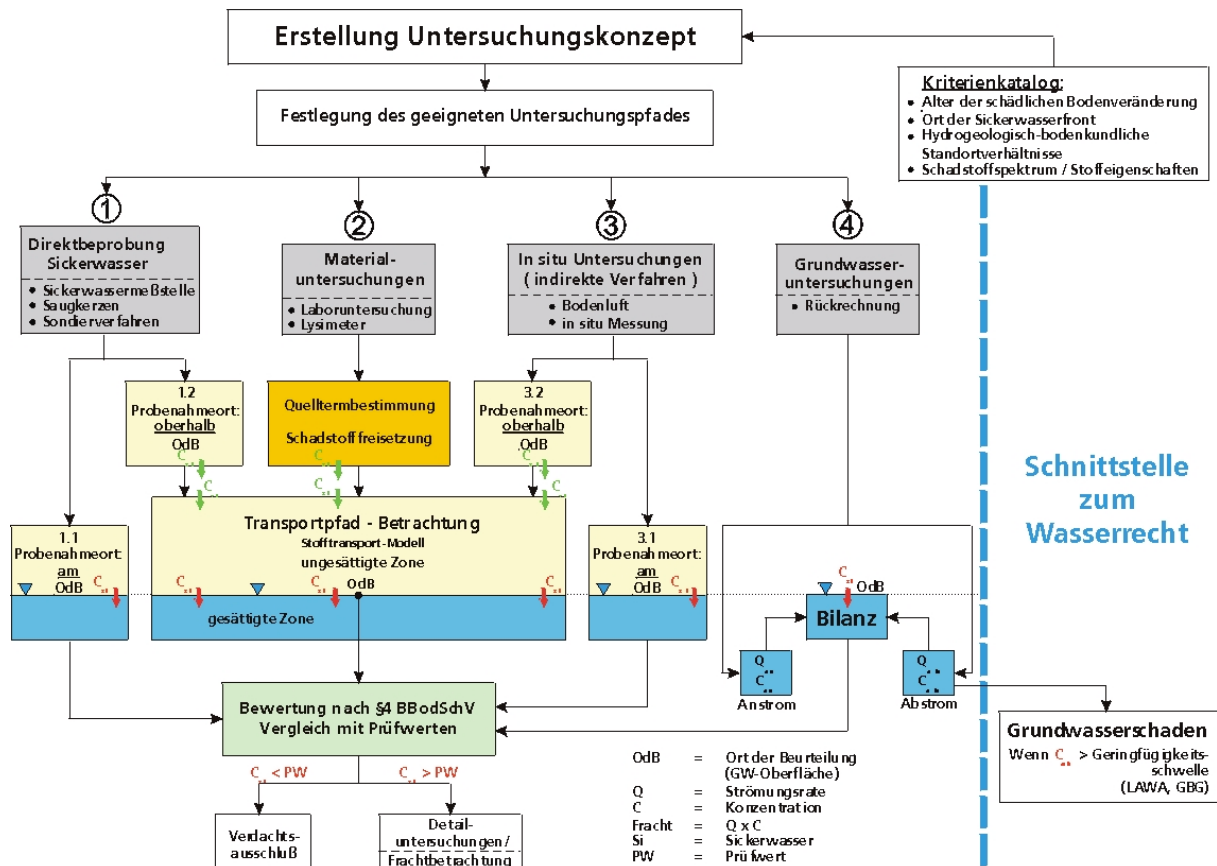 Erstellung Untersuchungskonzept
Festlegung des geeigneten Untersuchungspfades
Kriterienkatalog:
• Alter der schädlichen Bodenveränderung
• Ort der Sickerwasserfront
• Hydrogeologisch-bodenkundliche
Standortverhältnisse
• Schadstoffspektrum / Stoffeigenschaften
1
Direktbeprobung
Sickerwasser
• Sickerwassermeßstelle
• Saugkerzen
• Sondierverfahren
2
Material-
untersuchungen
• Laboruntersuchung
• Lysimeter
3
In situ Untersuchungen
( indirekte Verfahren )
• Bodenluft
• in situ Messung
4
Grundwasser-
untersuchungen
• Rückrechnung
1.2
Probenahmeort:
oberhalb
OdB
C
C
Quelltermbestimmung
Schadstofffreisetzung
C
C
3.2
Probenahmeort:
oberhalb
OdB
C
C
1.1
Probenahmeort:
am
OdB
C
Transportpfad - Betrachtung
Stofftransport-Modell
ungesättigte Zone
C
C
OdB
C
gesättigte Zone
3.1
Probenahmeort:
am
OdB
C
C
OdB
Bilanz
Q
C
Anstrom
Q
C
Abstrom
Schnittstelle
zum
Wasserrecht
Bewertung nach §4 BBodSchV
Vergleich mit Prüfwerten
C < PW
C > PW
Verdachts-
ausschluß
Detail-
untersuchungen /
Frachtbetrachtung
OdB = Ort der Beurteilung
(GW-Oberfläche)
Q = Strömungsrate
C = Konzentration
Fracht = Q x C
Si = Sickerwasser
PW = Prüfwert
Grundwasserschaden
Wenn C > Geringfügigkeits-
schwelle
(LAWA, GBG)